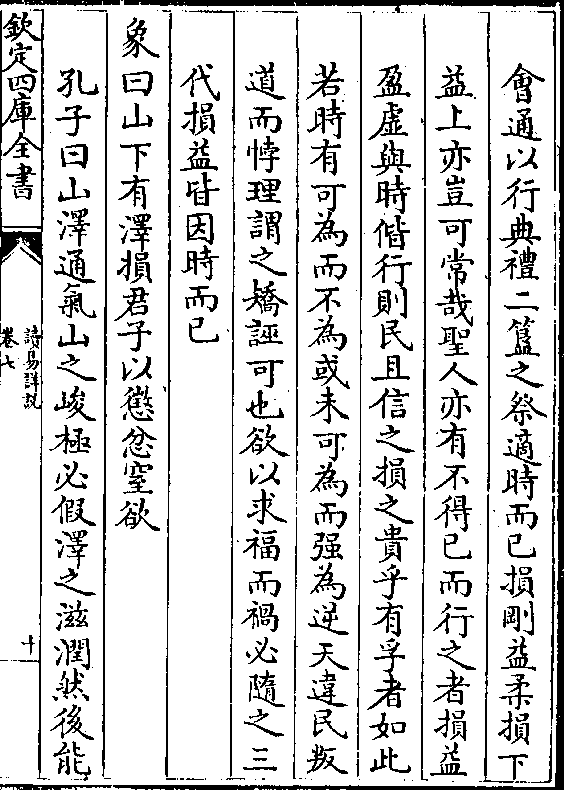 會通以行典禮二簋之祭適時而已損剛益柔損下
益上亦豈可常哉聖人亦有不得已而行之者損益
盈虛與時偕行則民且信之損之貴乎有孚者如此
若時有可為而不為或未可為而强為逆天違民叛
道而悖理謂之矯誣可也欲以求福而禍必隨之三
代損益皆因時而已
象曰山下有澤損君子以懲忿窒欲
孔子曰山澤通氣山之峻極必假澤之滋潤然後能
欽定四庫全書
讀易詳說
卷七
十